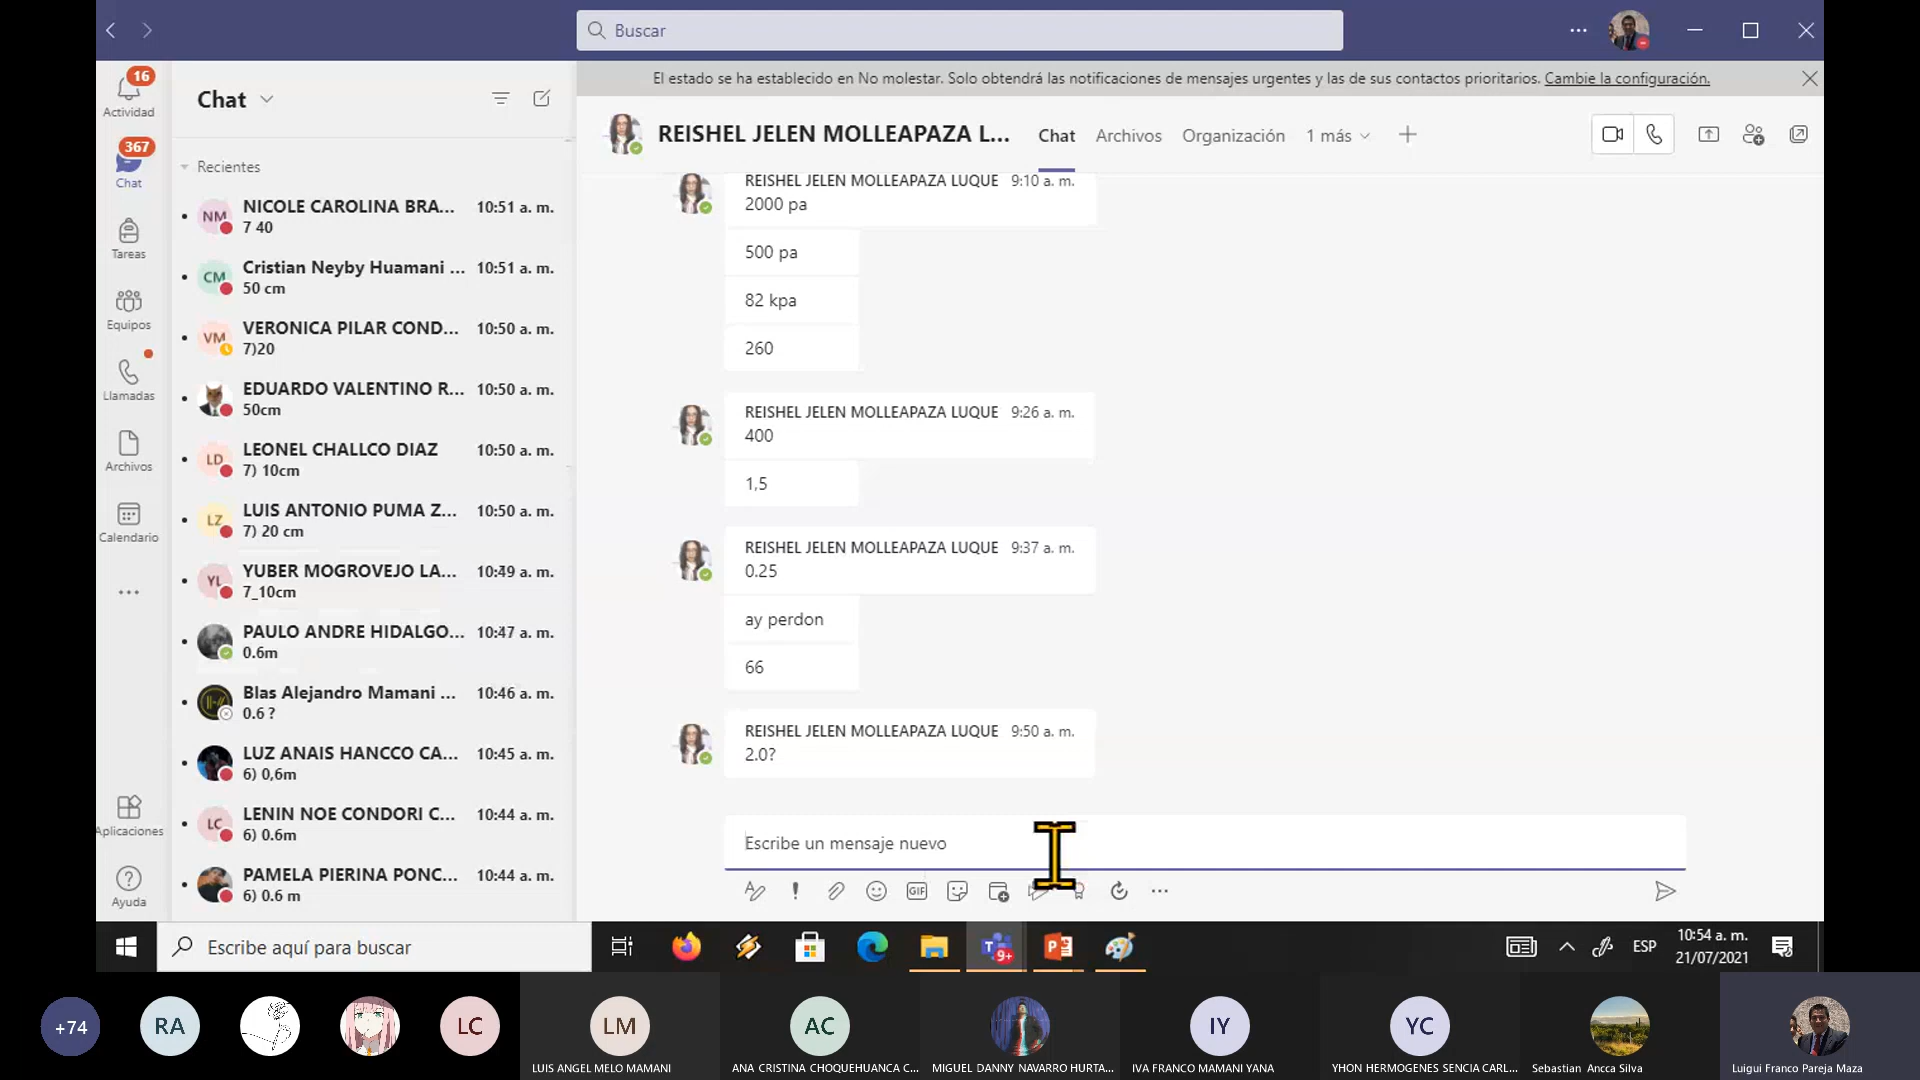 Buscar
El estado se ha establecido en No molestar. Solo obtendrá las notificaciones de mensajes urgentes y las de sus contactos prioritarios. Cambie la configuración.
16
Actividad
367
Chat
Tareas
Equipos
Llamadas
Archivos
Calendario
Aplicaciones
Ayuda
Chat
Recientes
NM NICOLE CAROLINA BRA... 10:51 a. m.
7 40
CM Cristian Neyby Huamani ... 10:51 a. m.
50 cm
VM VERONICA PILAR COND... 10:50 a. m.
7)20
EDUARDO VALENTINO R... 10:50 a. m.
50cm
LD LEONEL CHALLCO DIAZ 10:50 a. m.
7) 10cm
LZ LUIS ANTONIO PUMA Z... 10:50 a. m.
7) 20 cm
YL YUBER MOGROVEJO LA... 10:49 a. m.
7_10cm
PAULO ANDRE HIDALGO... 10:47 a. m.
0.6m
Blas Alejandro Mamani ... 10:46 a. m.
0.6 ?
LUZ ANAIS HANCCO CA... 10:45 a. m.
6) 0,6m
LC LENIN NOE CONDORI C... 10:44 a. m.
6) 0.6m
PAMELA PIERINA PONC... 10:44 a. m.
6) 0.6 m
REISHEL JELEN MOLLEAPAZA L... Chat Archivos Organización 1 más
REISHEL JELEN MOLLEAPAZA LUQUE 9:10 a. m.
2000 pa
500 pa
82 kpa
260
REISHEL JELEN MOLLEAPAZA LUQUE 9:26 a. m.
400
1,5
REISHEL JELEN MOLLEAPAZA LUQUE 9:37 a. m.
0.25
ay perdon
66
REISHEL JELEN MOLLEAPAZA LUQUE 9:50 a. m.
2.0?
Escribe un mensaje nuevo
GIF
Escribe aquí para buscar
9+
ESP
10:54 a. m.
21/07/2021
+74 RA LC LM AC IY YC
LUIS ANGEL MELO MAMANI
ANA CRISTINA CHOQUEHUANCA C...
MIGUEL DANNY NAVARRO HURTA...
IVA FRANCO MAMANI YANA
YHON HERMOGENES SENCIA CARL...
Sebastian Ancca Silva
Luigui Franco Pareja Maza